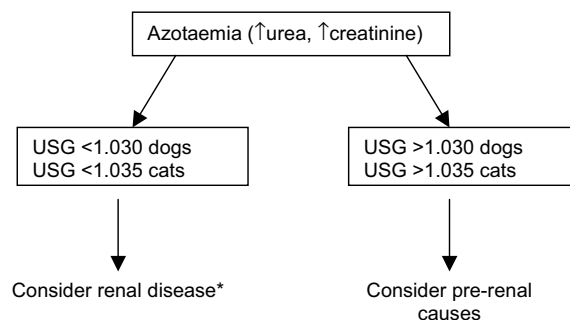 Azotaemia (↑urea, ↑creatinine)
USG <1.030 dogs
USG <1.035 cats
USG >1.030 dogs
USG >1.035 cats
Consider renal disease*
Consider pre-renal
causes